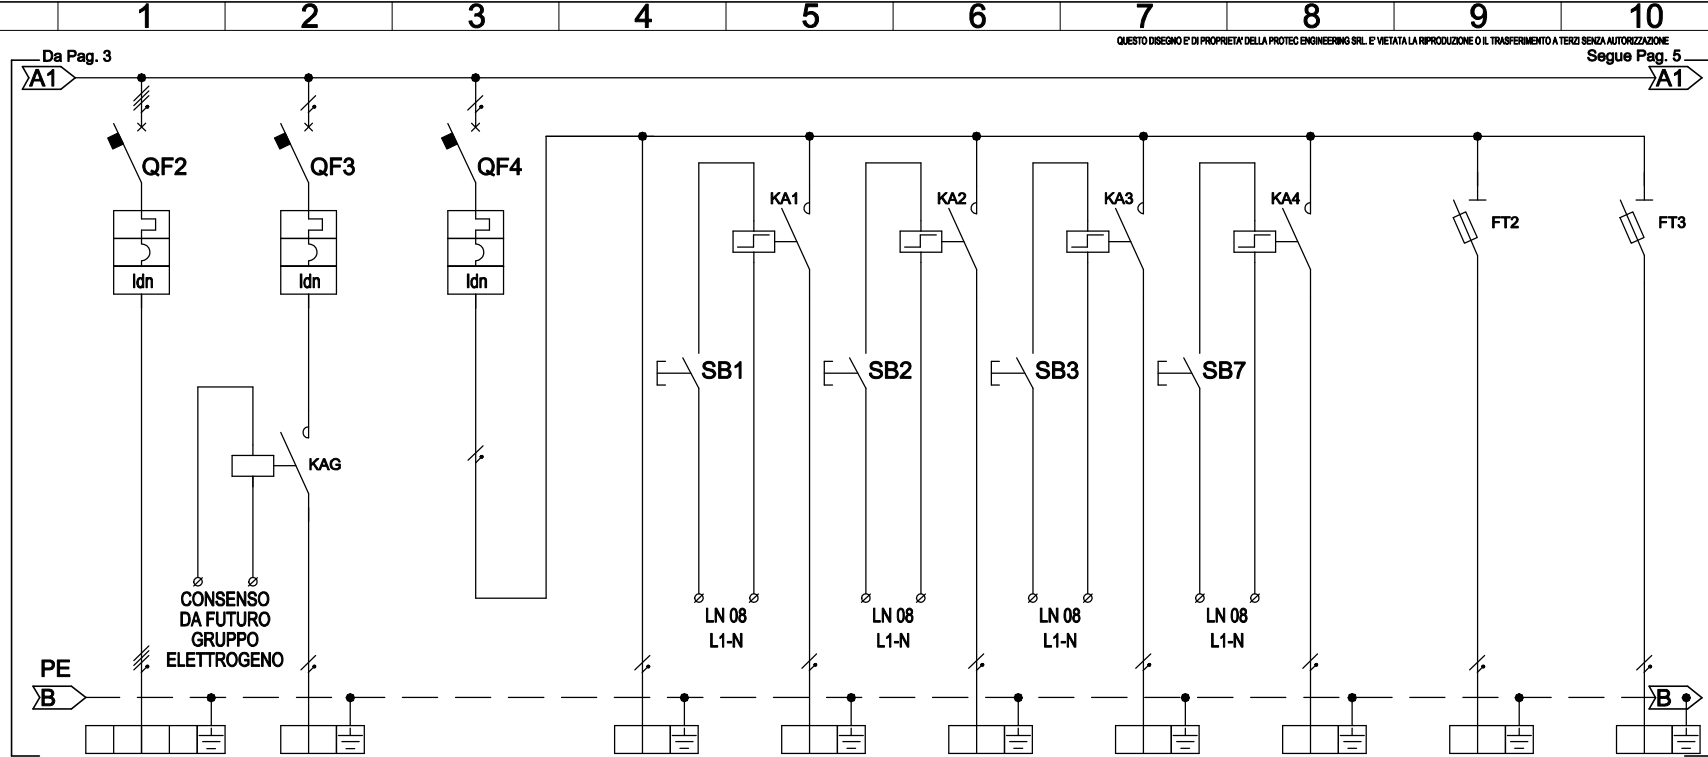 1 2 3 4 5 6 7 8 9 10
QUESTO DISEGNO E' DI PROPRIETA' DELLA PROTEC ENGINEERING SRL. E' VIETATA LA RIPRODUZIONE O IL TRASFERIMENTO A TERZI SENZA AUTORIZZAZIONE
Da Pag. 3 Segue Pag. 5
A1 A1
QF2 QF3 QF4
KA1 KA2 KA3 KA4
FT2 FT3
Idn Idn Idn
SB1 SB2 SB3 SB7
KAG
CONSENSO
DA FUTURO
GRUPPO
ELETTROGENO
LN 08 LN 08 LN 08 LN 08
L1-N L1-N L1-N L1-N
PE
B B